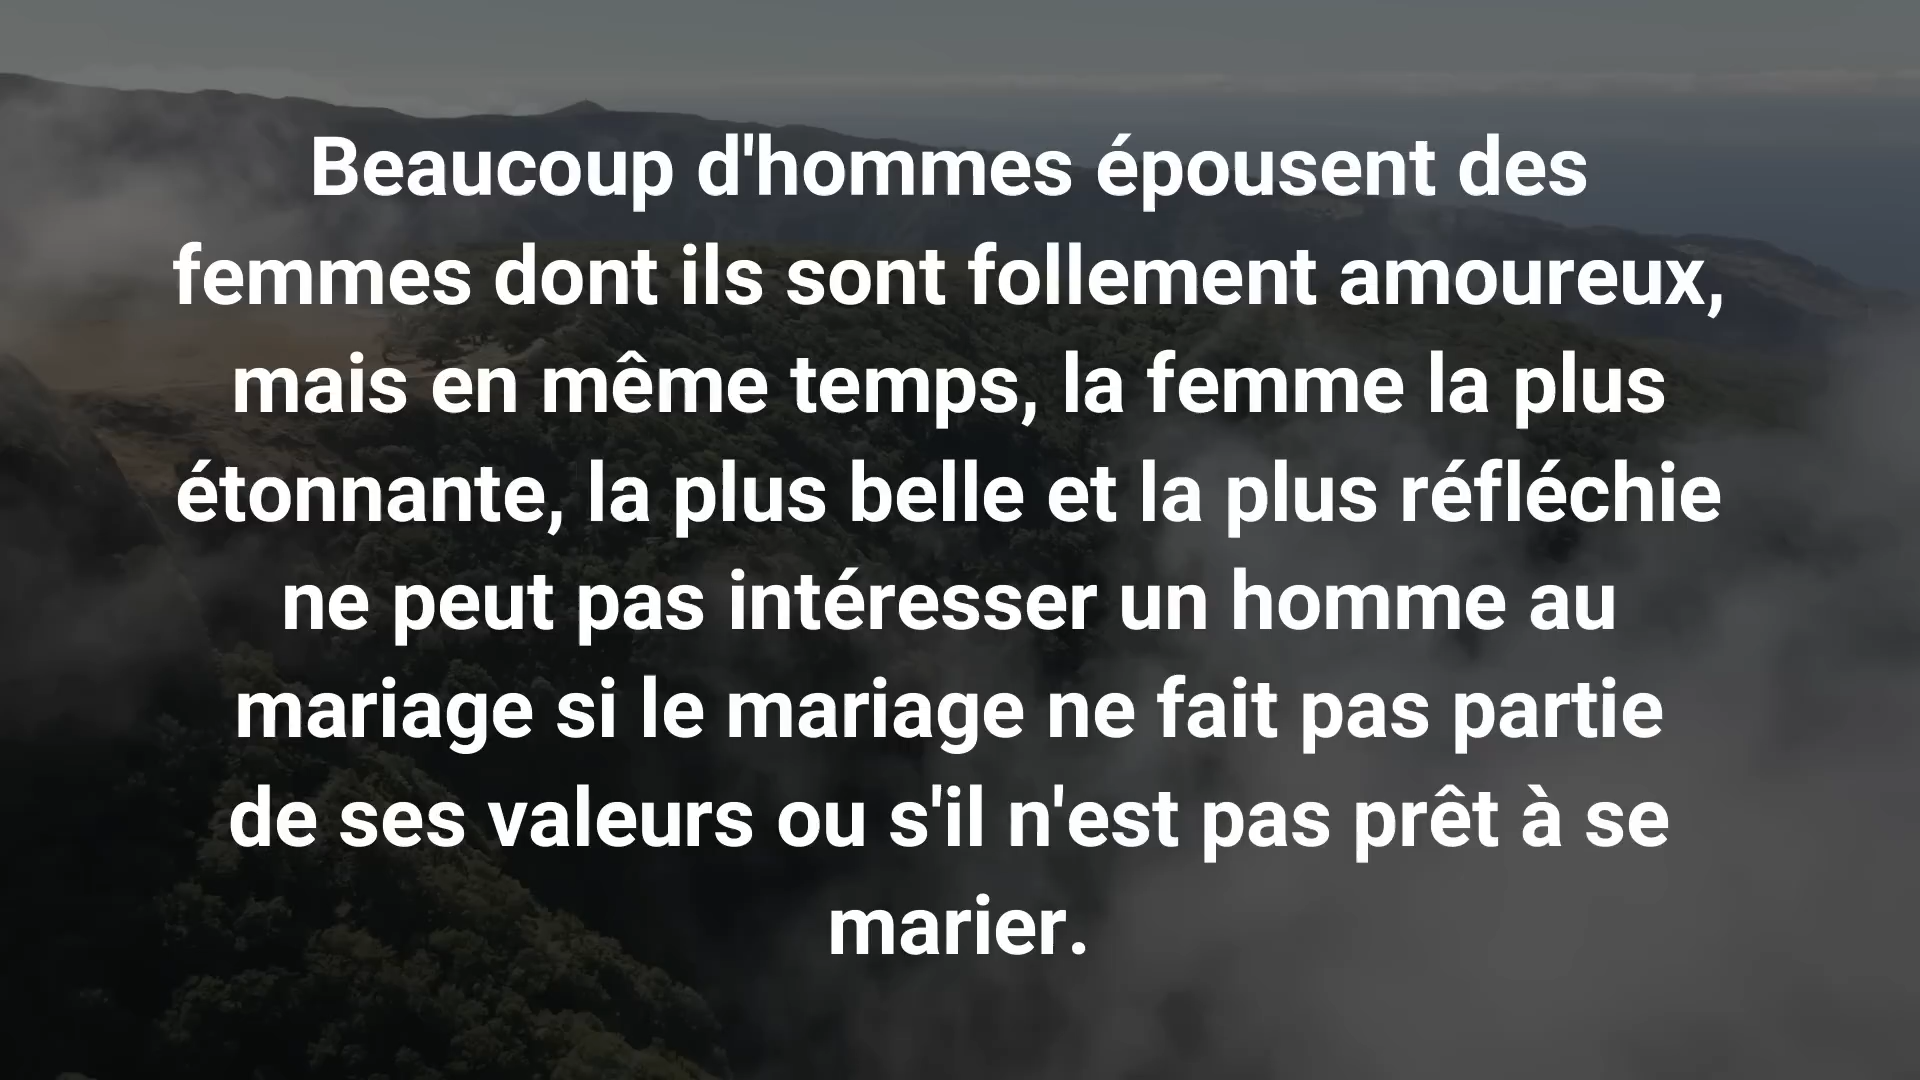 Beaucoup d'hommes épousent des
femmes dont ils sont follement amoureux,
mais en même temps, la femme la plus
étonnante, la plus belle et la plus réfléchie
ne peut pas intéresser un homme au
mariage si le mariage ne fait pas partie
de ses valeurs ou s'il n'est pas prêt à se
marier.